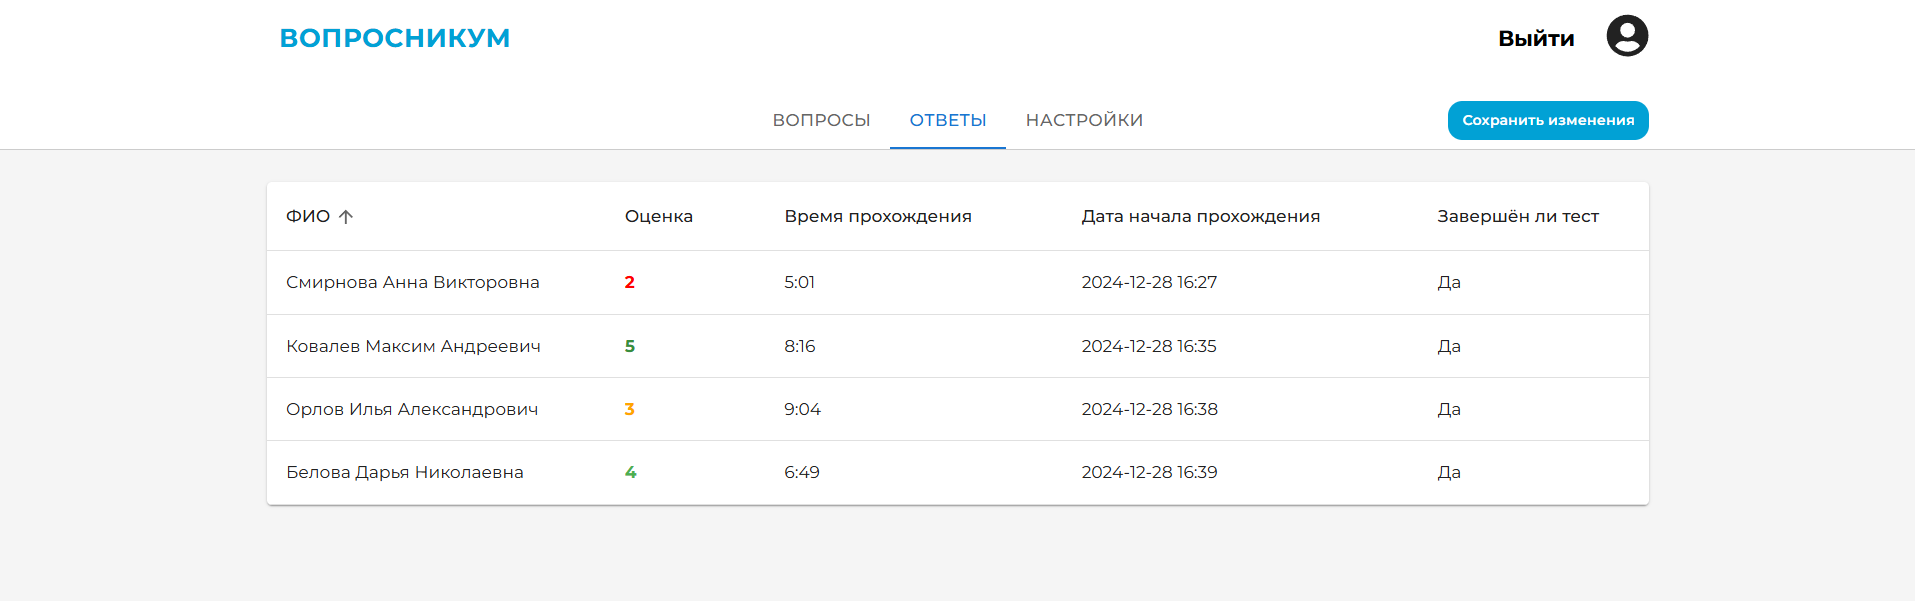 ВОПРОСНИКУМ
Выйти
ВОПРОСЫ ОТВЕТЫ НАСТРОЙКИ
Сохранить изменения
ФИО Оценка Время прохождения Дата начала прохождения Завершён ли тест
Смирнова Анна Викторовна 2 5:01 2024-12-28 16:27 Да
Ковалев Максим Андреевич 5 8:16 2024-12-28 16:35 Да
Орлов Илья Александрович 3 9:04 2024-12-28 16:38 Да
Белова Дарья Николаевна 4 6:49 2024-12-28 16:39 Да